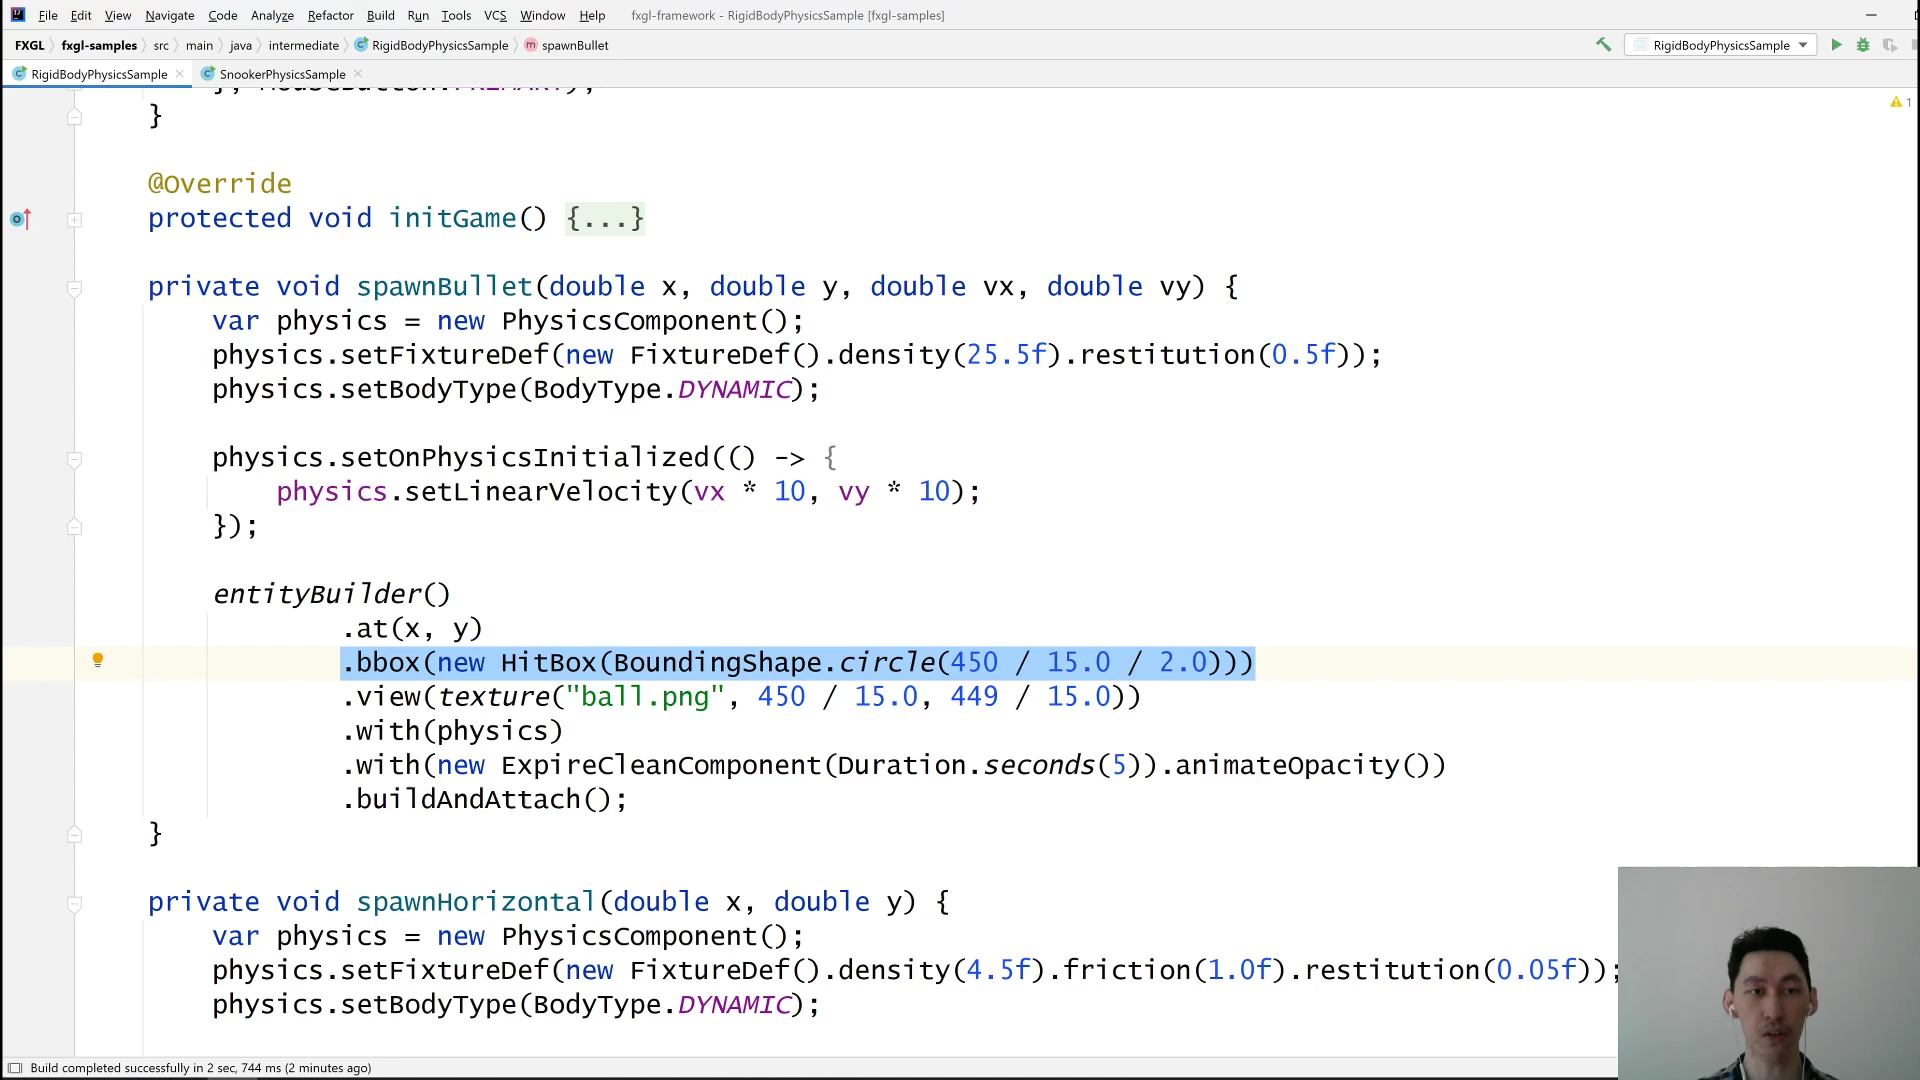 File Edit View Navigate Code Analyze Refactor Build Run Tools VCS Window Help fxgl-framework - RigidBodyPhysicsSample [fxgl-samples]
FXGL fxgl-samples src main java intermediate RigidBodyPhysicsSample spawnBullet RigidBodyPhysicsSample
RigidBodyPhysicsSample SnookerPhysicsSample
}, MouseButton.PRIMARY);
1
}
@Override
protected void initGame() {...}
private void spawnBullet(double x, double y, double vx, double vy) {
var physics = new PhysicsComponent();
physics.setFixtureDef(new FixtureDef().density(25.5f).restitution(0.5f));
physics.setBodyType(BodyType.DYNAMIC);
physics.setOnPhysicsInitialized(() -> {
physics.setLinearVelocity(vx * 10, vy * 10);
});
entityBuilder()
.at(x, y)
.bbox(new HitBox(BoundingShape.circle(450 / 15.0 / 2.0)))
.view(texture("ball.png", 450 / 15.0, 449 / 15.0))
.with(physics)
.with(new ExpireCleanComponent(Duration.seconds(5)).animateOpacity())
.buildAndAttach();
}
private void spawnHorizontal(double x, double y) {
var physics = new PhysicsComponent();
physics.setFixtureDef(new FixtureDef().density(4.5f).friction(1.0f).restitution(0.05f));
physics.setBodyType(BodyType.DYNAMIC);
Build completed successfully in 2 sec, 744 ms (2 minutes ago)